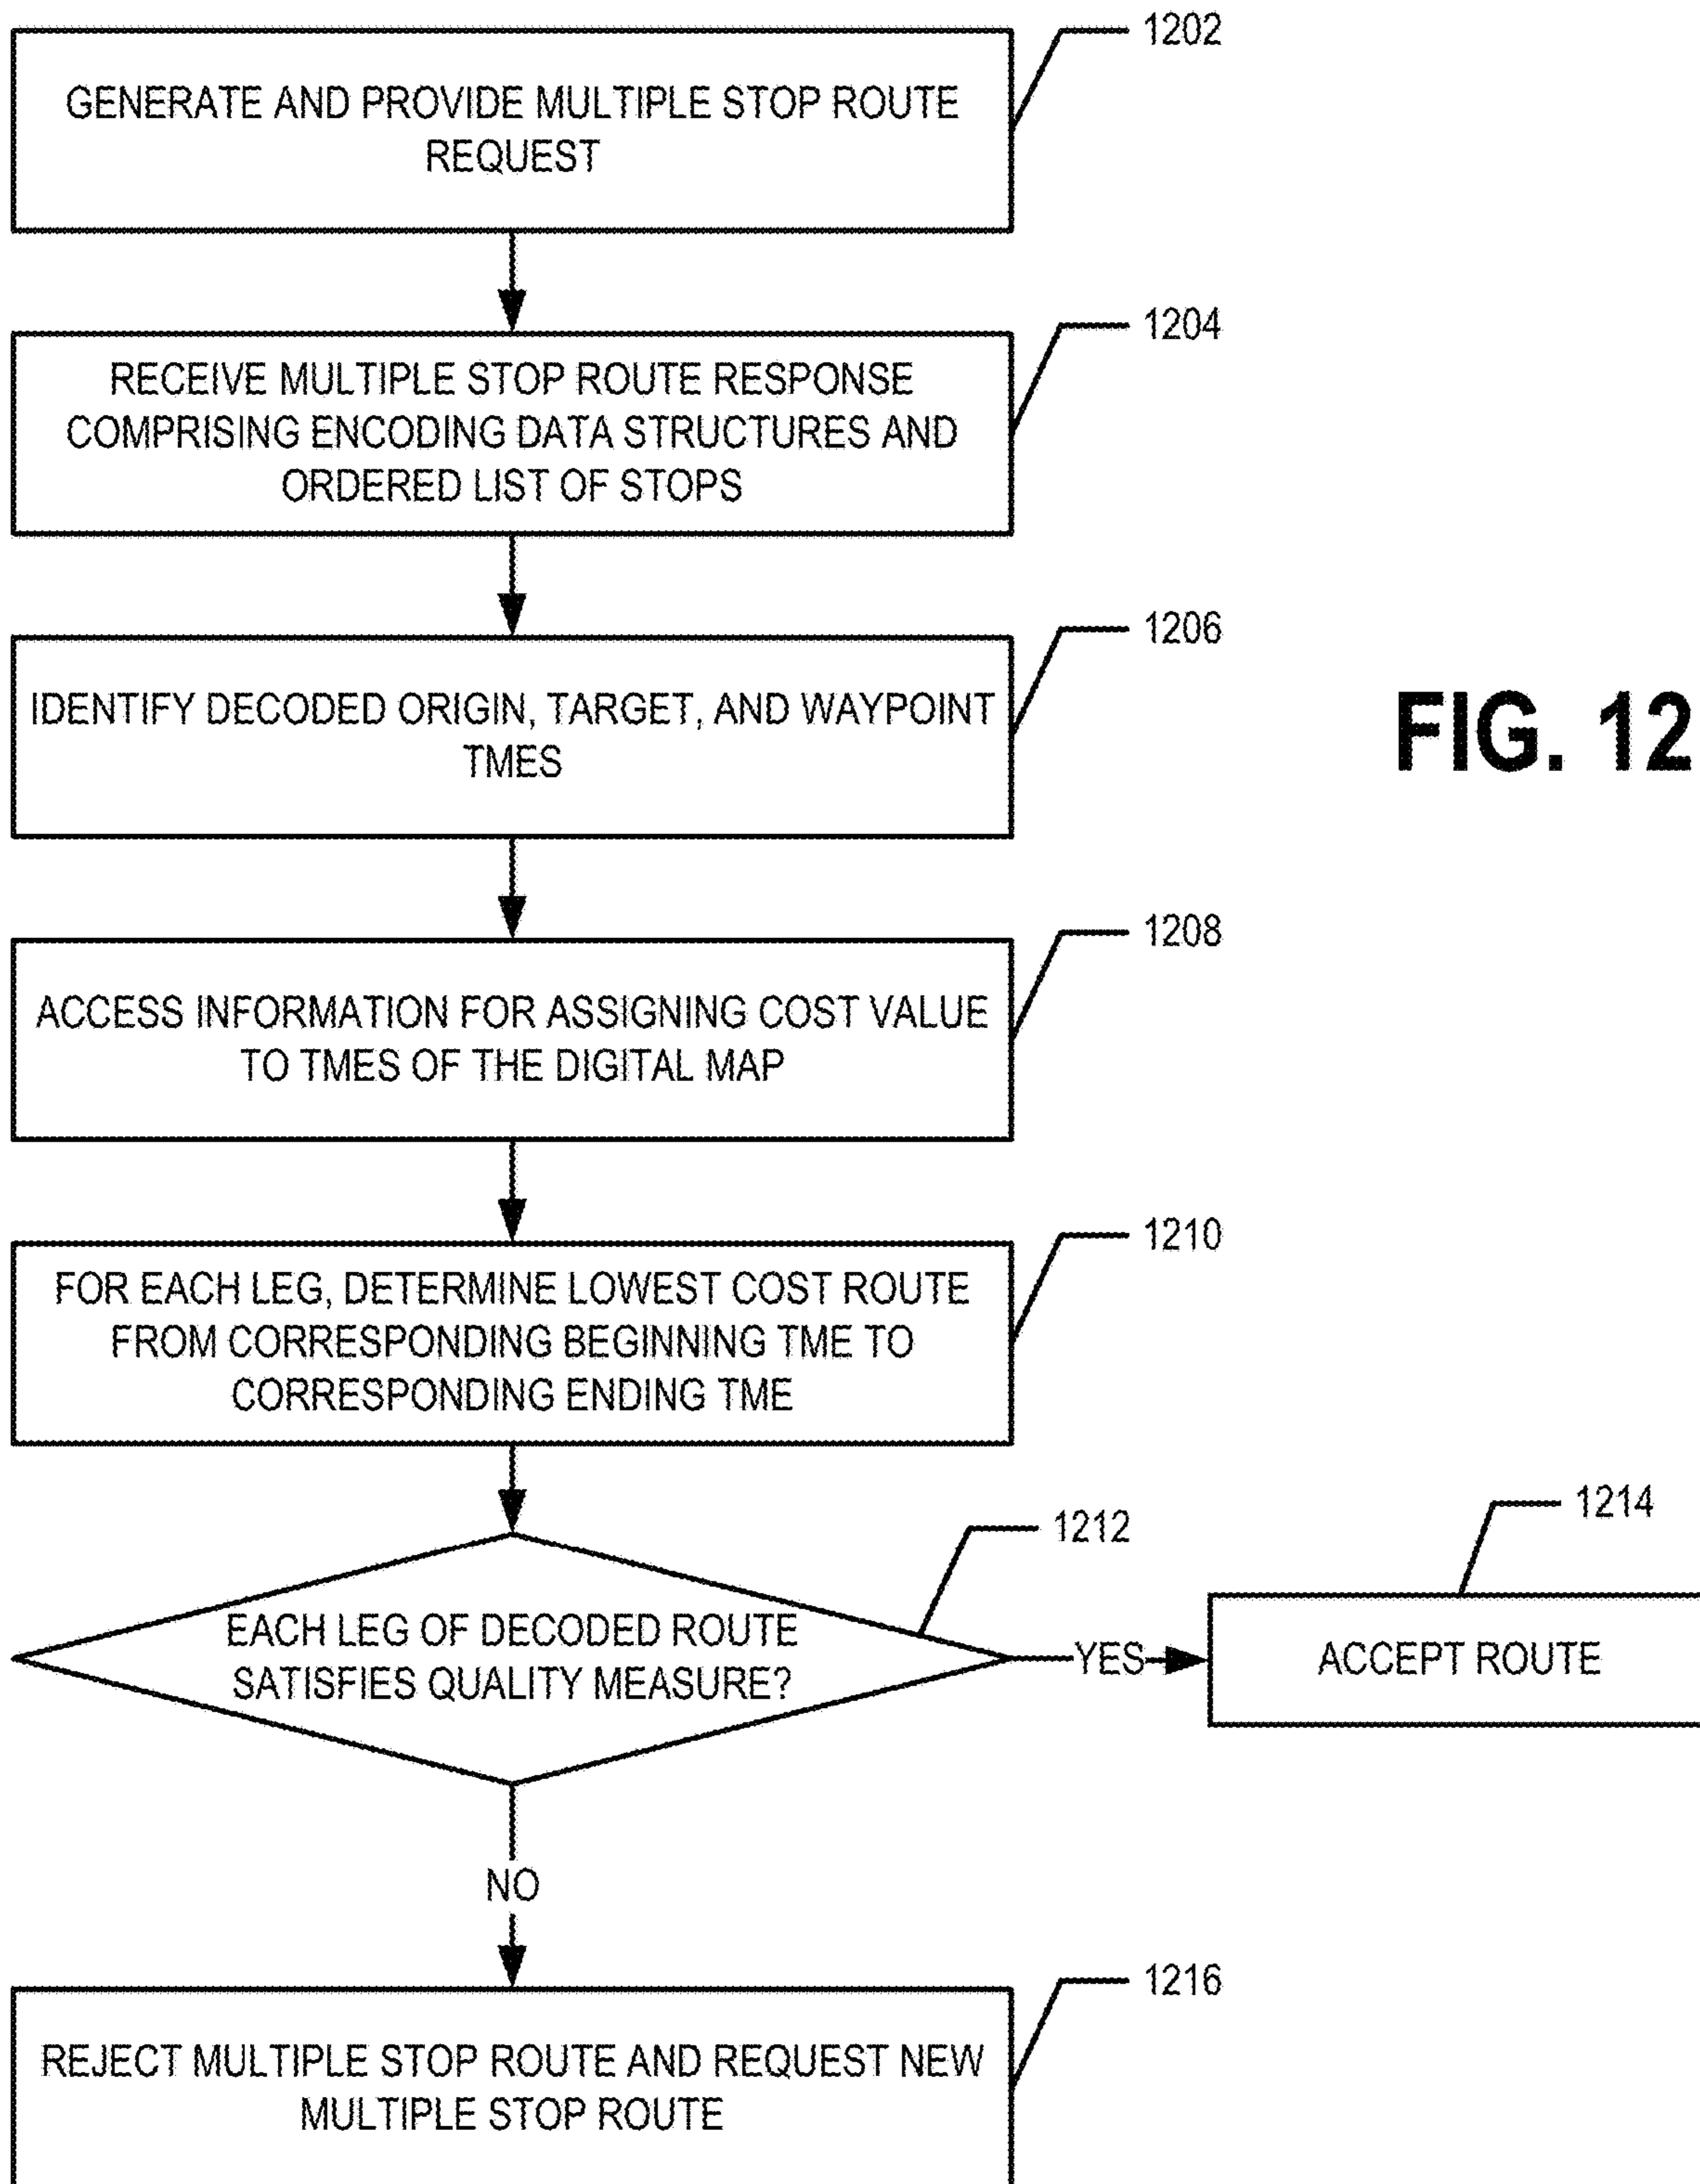 1202
GENERATE AND PROVIDE MULTIPLE STOP ROUTE
REQUEST
1204
RECEIVE MULTIPLE STOP ROUTE RESPONSE
COMPRISING ENCODING DATA STRUCTURES AND
ORDERED LIST OF STOPS
1206
IDENTIFY DECODED ORIGIN, TARGET, AND WAYPOINT
TMES
FIG. 12
1208
ACCESS INFORMATION FOR ASSIGNING COST VALUE
TO TMES OF THE DIGITAL MAP
1210
FOR EACH LEG, DETERMINE LOWEST COST ROUTE
FROM CORRESPONDING BEGINNING TME TO
CORRESPONDING ENDING TME
1212
EACH LEG OF DECODED ROUTE
SATISFIES QUALITY MEASURE?
YES
1214
ACCEPT ROUTE
NO
1216
REJECT MULTIPLE STOP ROUTE AND REQUEST NEW
MULTIPLE STOP ROUTE